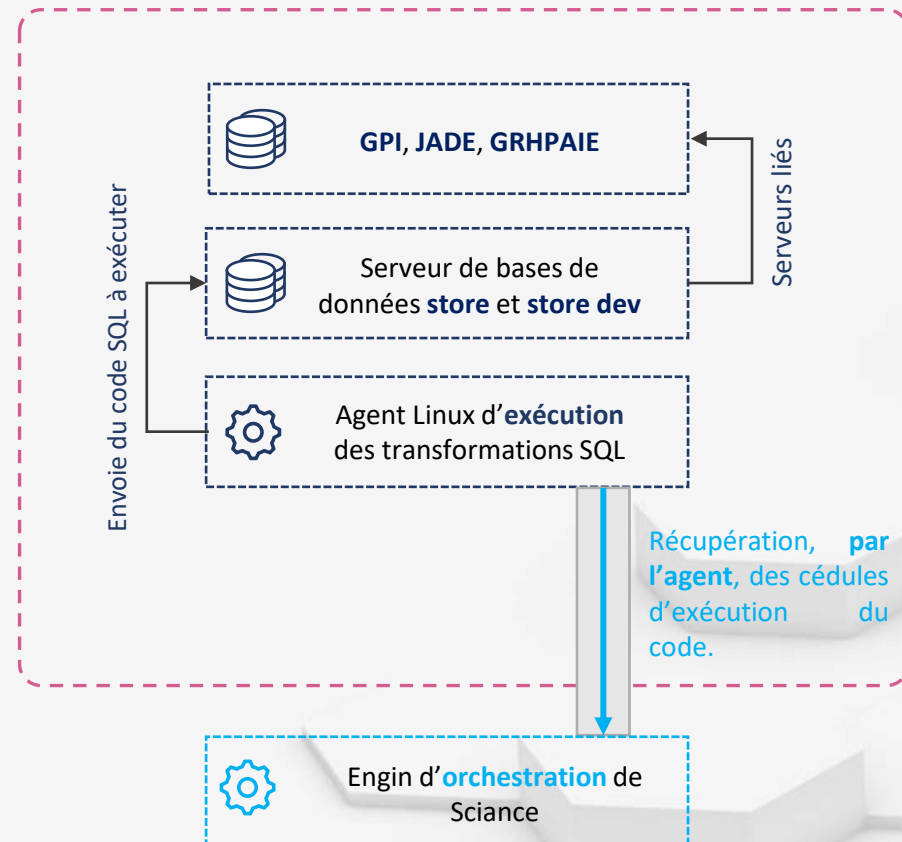 GPI, JADE, GRHPAIE
Serveurs liés
Envoie du code SQL à exécuter
Serveur de bases de
données store et store dev
Agent Linux d’exécution
des transformations SQL
Récupération, par
l’agent, des cédules
d’exécution du
code.
Engin d’orchestration de
Sciance